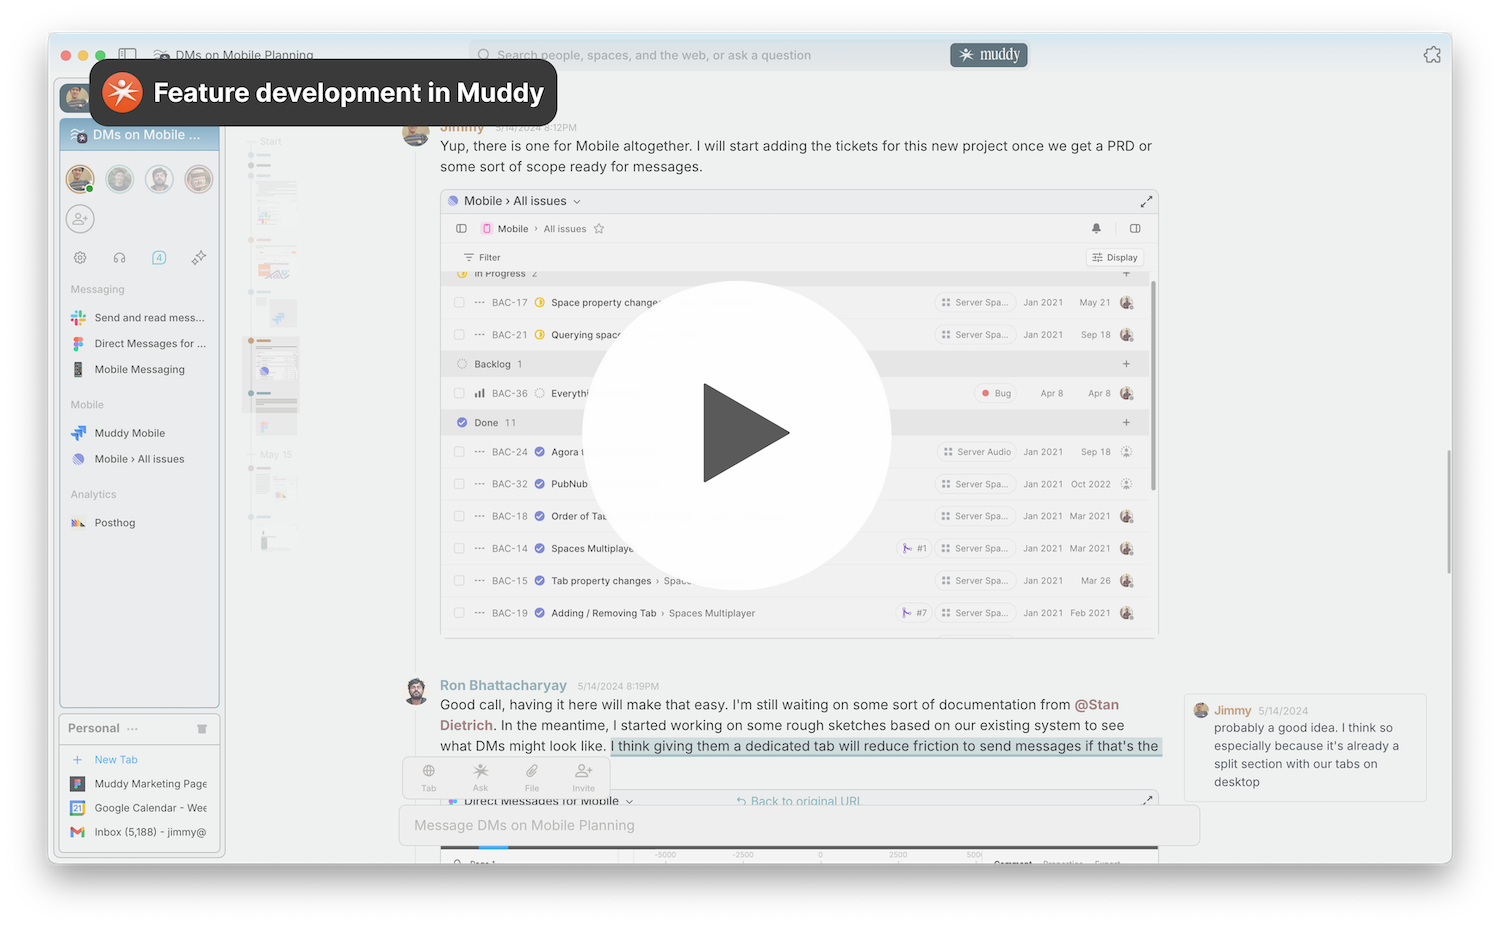 DMs on Mobile Planning
Search people, spaces, and the web, or ask a question
muddy
Feature development in Muddy
DMs on Mobile ...
4
Messaging
Send and read mess...
Direct Messages for ...
Mobile Messaging
Mobile
Muddy Mobile
Mobile › All issues
Analytics
Posthog
Personal ...
New Tab
Muddy Marketing Page
Google Calendar - Wee
Inbox (5,188) - jimmy@
Start
May 15
Jimmy 5/14/2024 8:12PM
Yup, there is one for Mobile altogether. I will start adding the tickets for this new project once we get a PRD or
some sort of scope ready for messages.
Mobile › All issues
Mobile › All issues
Filter
Display
In Progress 2
BAC-17 Space property change Server Spa... Jan 2021 May 21
BAC-21 Querying spac Server Spa... Jan 2021 Sep 18
Backlog 1
BAC-36 Everythi Bug Apr 8 Apr 8
Done 11
BAC-24 Agora Server Audio Jan 2021 Sep 18
BAC-32 PubNub Server Spa... Jan 2021 Oct 2022
BAC-18 Order of Tab Server Spa... Jan 2021 Mar 2021
BAC-14 Spaces Multiplaye #1 Server Spa... Jan 2021 Mar 2021
BAC-15 Tab property changes › Spac Server Spa... Jan 2021 Mar 26
BAC-19 Adding / Removing Tab › Spaces Multiplayer #7 Server Spa... Jan 2021 Feb 2021
Ron Bhattacharyay 5/14/2024 8:19PM
Good call, having it here will make that easy. I'm still waiting on some sort of documentation from @Stan
Dietrich. In the meantime, I started working on some rough sketches based on our existing system to see
what DMs might look like. I think giving them a dedicated tab will reduce friction to send messages if that's the
Jimmy 5/14/2024
probably a good idea. I think so
especially because it's already a
split section with our tabs on
desktop
Tab Ask File Invite
Direct Messages for Mobile
Back to original URL
Message DMs on Mobile Planning
Page 1
-5000 -2500 0 2500 500
Comment Properties Export